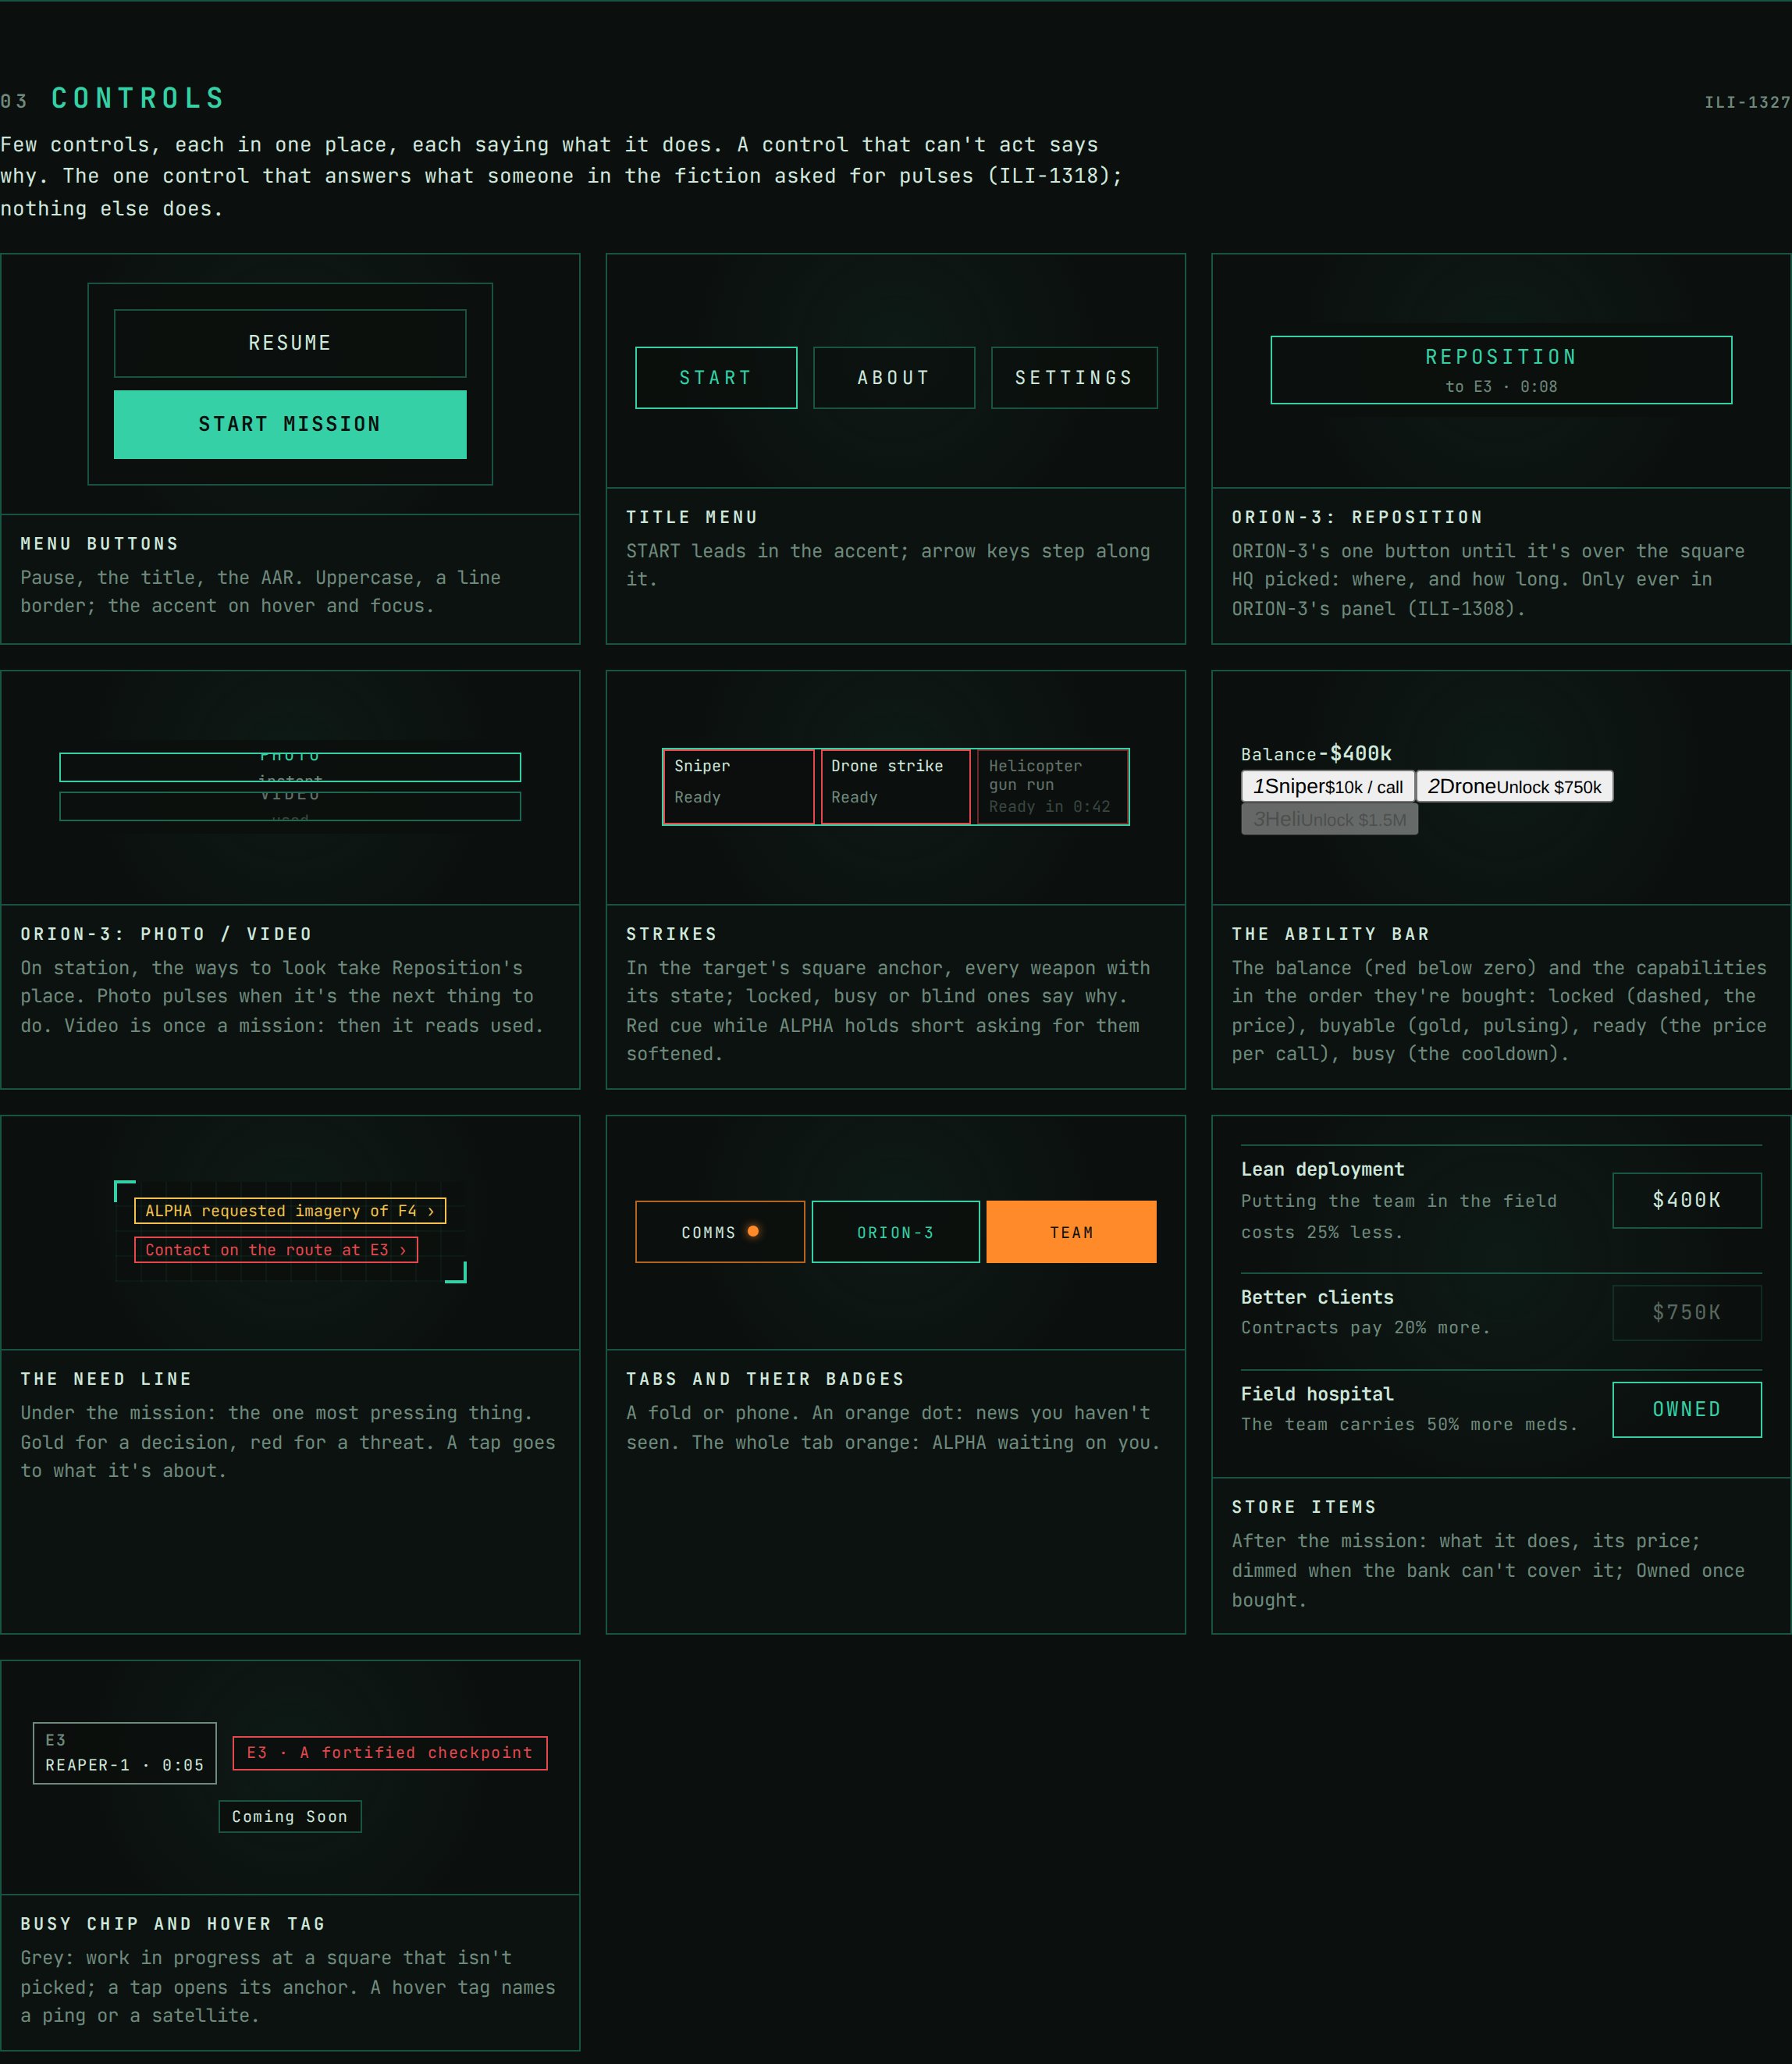 03 CONTROLS
ILI-1327
Few controls, each in one place, each saying what it does. A control that can't act says
why. The one control that answers what someone in the fiction asked for pulses (ILI-1318);
nothing else does.
RESUME
START MISSION
MENU BUTTONS
Pause, the title, the AAR. Uppercase, a line
border; the accent on hover and focus.
START
ABOUT
SETTINGS
TITLE MENU
START leads in the accent; arrow keys step along
it.
REPOSITION
to E3 · 0:08
ORION-3: REPOSITION
ORION-3's one button until it's over the square
HQ picked: where, and how long. Only ever in
ORION-3's panel (ILI-1308).
PHOTO
instant
VIDEO
used
ORION-3: PHOTO / VIDEO
On station, the ways to look take Reposition's
place. Photo pulses when it's the next thing to
do. Video is once a mission: then it reads used.
Sniper
Ready
Drone strike
Ready
Helicopter
gun run
Ready in 0:42
STRIKES
In the target's square anchor, every weapon with
its state; locked, busy or blind ones say why.
Red cue while ALPHA holds short asking for them
softened.
Balance-$400k
1Sniper$10k / call
2DroneUnlock $750k
3HeliUnlock $1.5M
THE ABILITY BAR
The balance (red below zero) and the capabilities
in the order they're bought: locked (dashed, the
price), buyable (gold, pulsing), ready (the price
per call), busy (the cooldown).
ALPHA requested imagery of F4 ›
Contact on the route at E3 ›
THE NEED LINE
Under the mission: the one most pressing thing.
Gold for a decision, red for a threat. A tap goes
to what it's about.
COMMS
ORION-3
TEAM
TABS AND THEIR BADGES
A fold or phone. An orange dot: news you haven't
seen. The whole tab orange: ALPHA waiting on you.
Lean deployment
Putting the team in the field
costs 25% less.
$400K
Better clients
Contracts pay 20% more.
$750K
Field hospital
The team carries 50% more meds.
OWNED
STORE ITEMS
After the mission: what it does, its price;
dimmed when the bank can't cover it; Owned once
bought.
E3
REAPER-1 · 0:05
E3 · A fortified checkpoint
Coming Soon
BUSY CHIP AND HOVER TAG
Grey: work in progress at a square that isn't
picked; a tap opens its anchor. A hover tag names
a ping or a satellite.